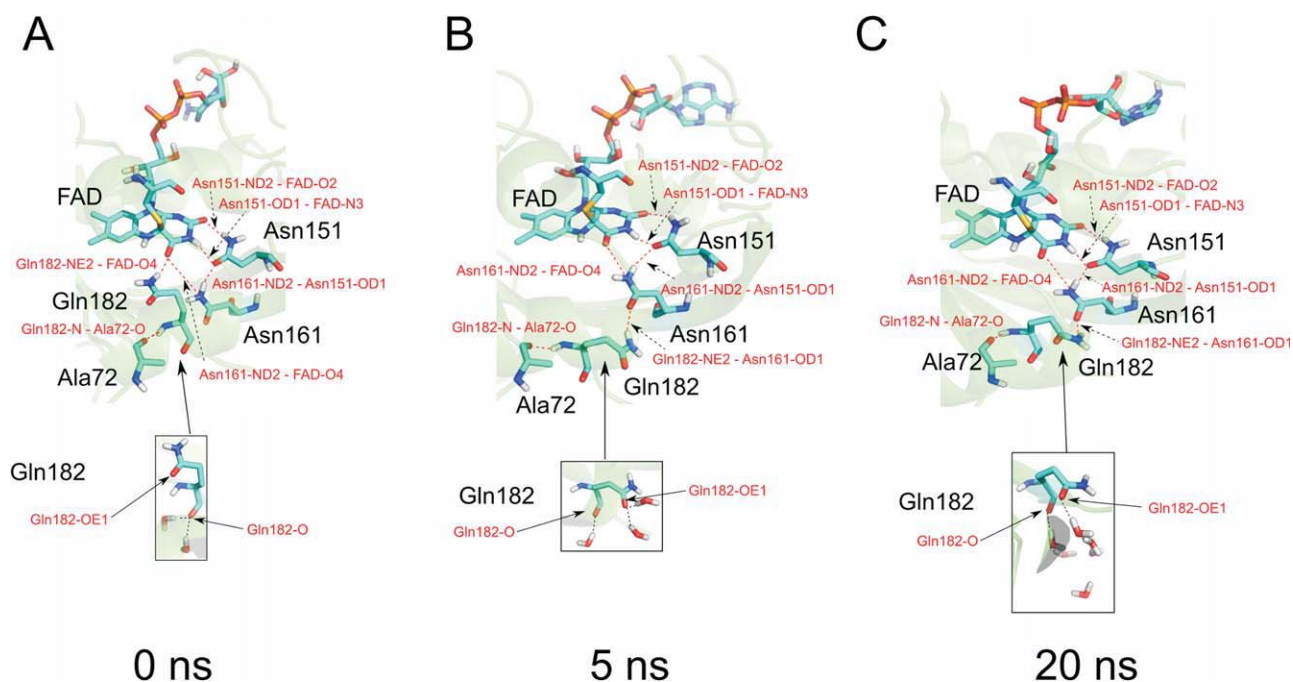 A
FAD
Asn151-ND2 - FAD-O2
Asn151-OD1 - FAD-N3
Asn151
Gln182-NE2 - FAD-O4
Asn161-ND2 - Asn151-OD1
Gln182
Asn161
Gln182-N - Ala72-O
Ala72
Asn161-ND2 - FAD-O4
Gln182
Gln182-OE1
Gln182-O
0 ns
B
FAD
Asn151-ND2 - FAD-O2
Asn151-OD1 - FAD-N3
Asn151
Asn161-ND2 - FAD-O4
Asn161-ND2 - Asn151-OD1
Asn161
Gln182-N - Ala72-O
Gln182-NE2 - Asn161-OD1
Gln182
Ala72
Gln182
Gln182-OE1
Gln182-O
5 ns
C
FAD
Asn151-ND2 - FAD-O2
Asn151-OD1 - FAD-N3
Asn151
Asn161-ND2 - FAD-O4
Asn161-ND2 - Asn151-OD1
Gln182-N - Ala72-O
Asn161
Gln182-NE2 - Asn161-OD1
Ala72
Gln182
Gln182
Gln182-OE1
Gln182-O
20 ns